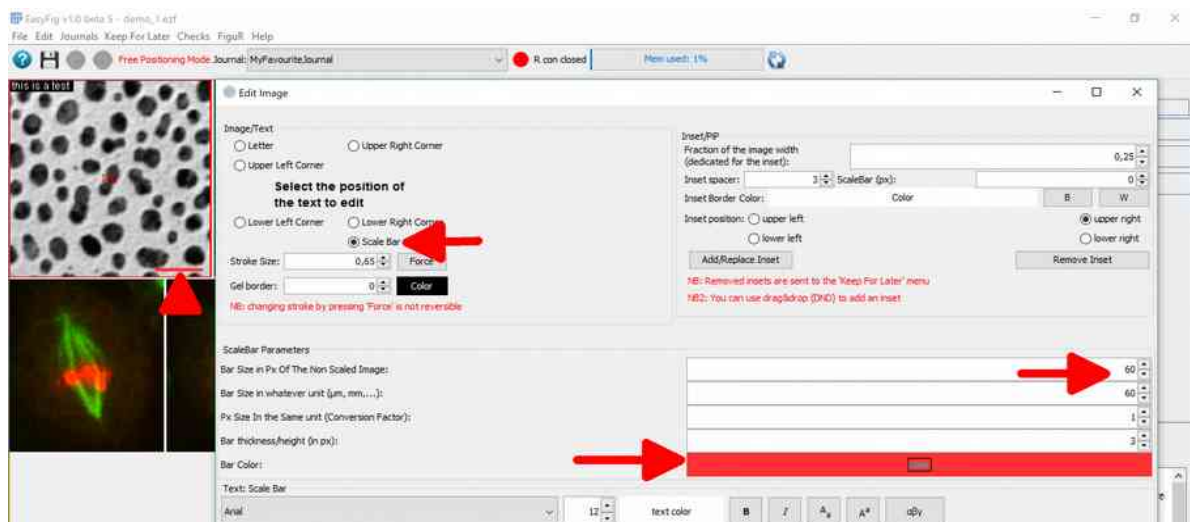 EasyFig v1.0 beta 5 - demo_1.ezf
File Edit Journals Keep For Later Checks FiguR Help
Free Positioning Mode Journal: MyFavouriteJournal R con closed Mem used: 1%
this is a test
Edit Image
Image/Text
Letter Upper Right Corner
Upper Left Corner
Select the position of
the text to edit
Lower Left Corner Lower Right Corner
Scale Bar
Stroke Size: 0,65 Force
Gel border: 0 Color
NB: changing stroke by pressing 'Force' is not reversible
Inset/PiP
Fraction of the image width
(dedicated for the inset): 0,25
Inset spacer: 3 ScaleBar (px): 0
Inset Border Color: Color B W
Inset position: upper left upper right
lower left lower right
Add/Replace Inset Remove Inset
NB: Removed insets are sent to the 'Keep For Later' menu
NB2: You can use drag&drop (DND) to add an inset
ScaleBar Parameters
Bar Size in Px Of The Non Scaled Image: 60
Bar Size in whatever unit (µm, mm,...): 60
Px Size In the Same unit (Conversion Factor): 1
Bar thickness/height (in px): 3
Bar Color:
Text: Scale Bar
Arial 12 text color B I Aa Aª αβγ